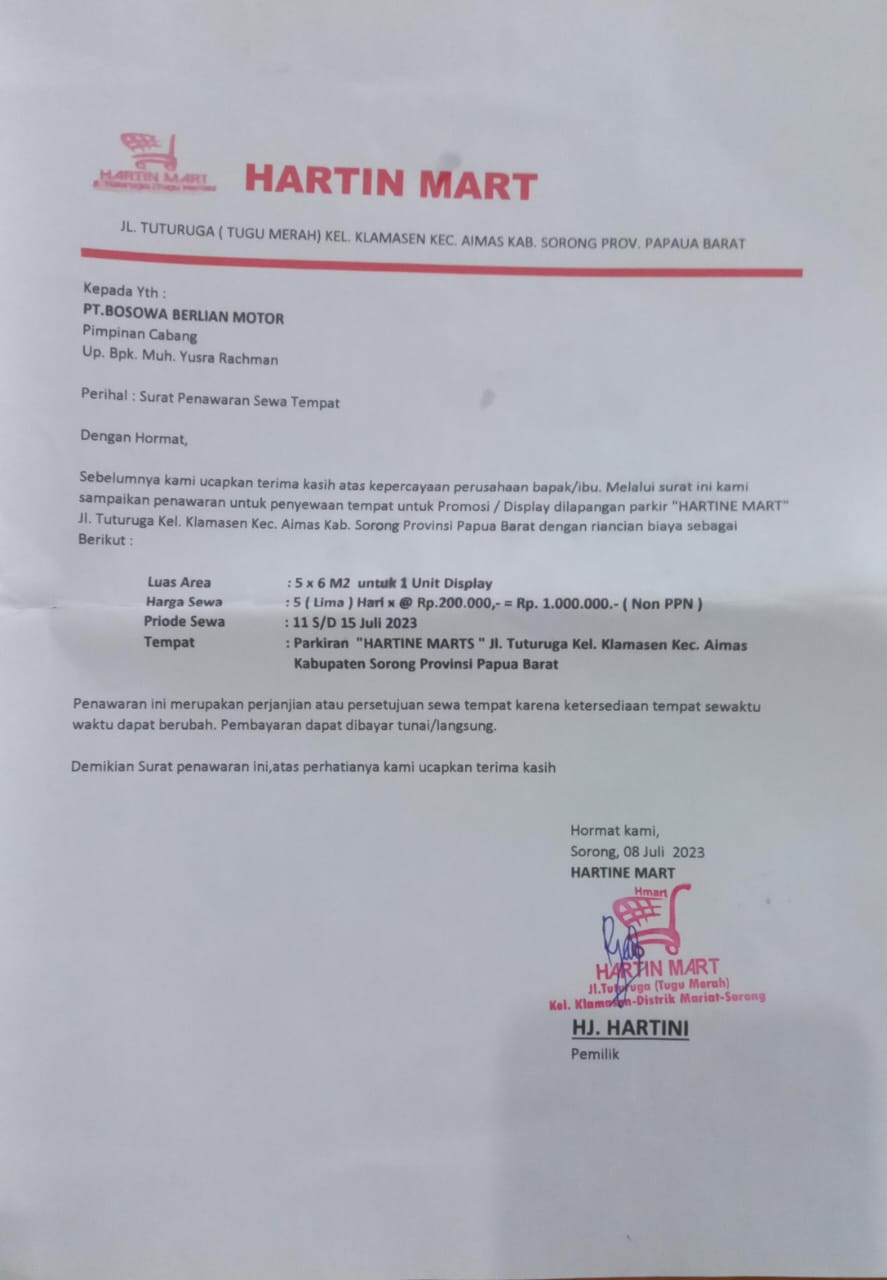 HARTIN MART
HARTIN MART
JL. TUTURUGA ( TUGU MERAH) KEL. KLAMASEN KEC. AIMAS KAB. SORONG PROV. PAPAUA BARAT
Kepada Yth :
PT.BOSOWA BERLIAN MOTOR
Pimpinan Cabang
Up. Bpk. Muh. Yusra Rachman
Perihal : Surat Penawaran Sewa Tempat
Dengan Hormat,
Sebelumnya kami ucapkan terima kasih atas kepercayaan perusahaan bapak/ibu. Melalui surat ini kami
sampaikan penawaran untuk penyewaan tempat untuk Promosi / Display dilapangan parkir "HARTINE MART"
Jl. Tuturuga Kel. Klamasen Kec. Aimas Kab. Sorong Provinsi Papua Barat dengan riancian biaya sebagai
Berikut :
Luas Area : 5 x 6 M2 untuk 1 Unit Display
Harga Sewa : 5 ( Lima ) Hari x @ Rp.200.000,- = Rp. 1.000.000.- ( Non PPN )
Priode Sewa : 11 S/D 15 Juli 2023
Tempat : Parkiran "HARTINE MARTS " Jl. Tuturuga Kel. Klamasen Kec. Aimas
Kabupaten Sorong Provinsi Papua Barat
Penawaran ini merupakan perjanjian atau persetujuan sewa tempat karena ketersediaan tempat sewaktu
waktu dapat berubah. Pembayaran dapat dibayar tunai/langsung.
Demikian Surat penawaran ini,atas perhatianya kami ucapkan terima kasih
Hormat kami,
Sorong, 08 Juli 2023
HARTINE MART
Hmart
HARTIN MART
Jl.Tuturuga (Tugu Merah)
Kel. Klamasen-Distrik Mariat-Sorong
HJ. HARTINI
Pemilik